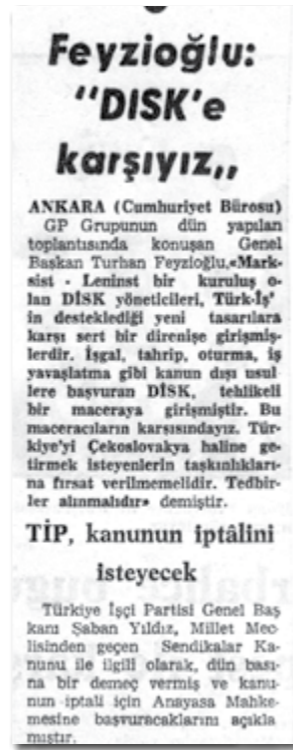 Feyzioğlu:
"DISK'e
karşıyız,,
ANKARA (Cumhuriyet Bürosu)
GP Grupunun dün yapılan
toplantısında konuşan Genel
Başkan Turhan Feyzioğlu,«Mark-
sist - Leninst bir kuruluş o-
lan DİSK yöneticileri, Türk-İş'
in desteklediği yeni tasarılara
karşı sert bir direnişe girişmiş-
lerdir. İşgal, tahrip, oturma, iş
yavaşlatma gibi kanun dışı usul
lere başvuran DİSK, tehlikeli
bir maceraya girişmiştir. Bu
maceracıların karşısındayız. Tür-
kiye'yi Çekoslovakya haline ge-
tirmek isteyenlerin taşkınlıkları-
na fırsat verilmemelidir. Tedbir-
ler alınmalıdır» demiştir.
TİP, kanunun iptâlini
isteyecek
Türkiye İşçi Partisi Genel Baş
kanı Şaban Yıldız, Millet Mec
lisinden geçen Sendikalar Ka-
nunu ile ilgili olarak, dün bası-
na bir demeç vermiş ve kanu-
nun iptali için Anayasa Mahke-
mesine başvuracaklarını açıkla
mıştır.